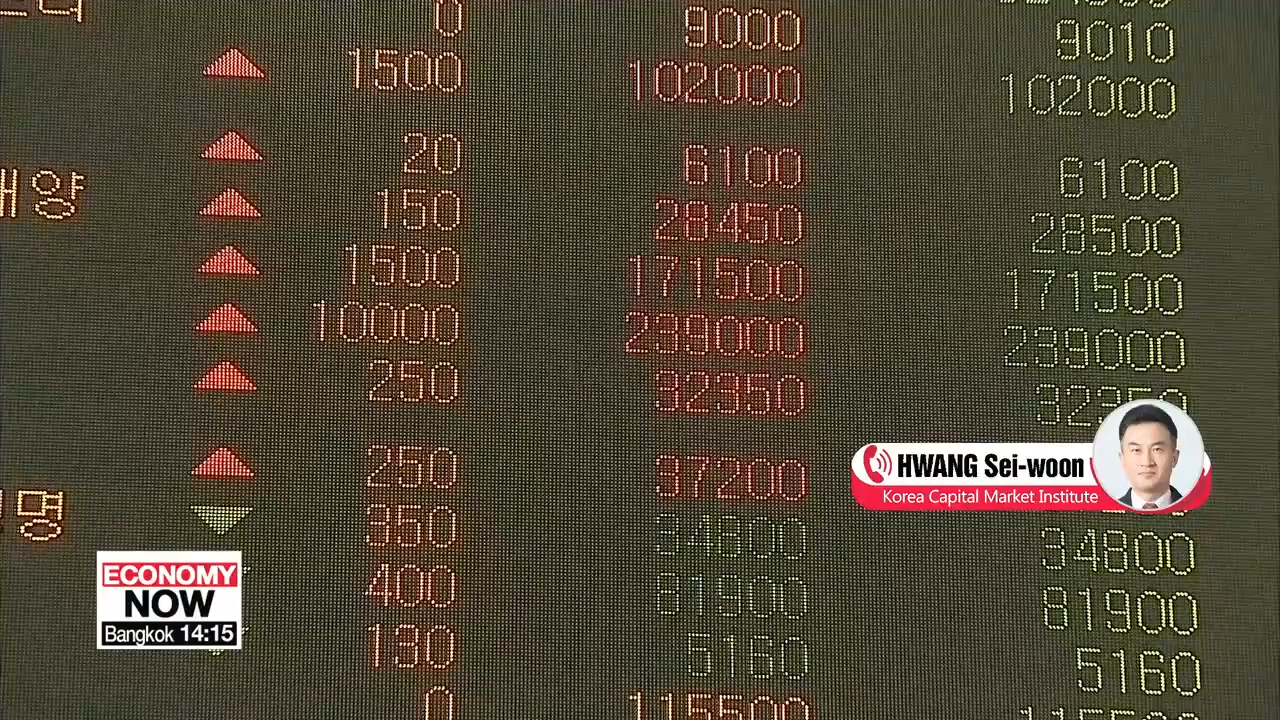 0 9000 9010
1500 102000 102000
20 6100 6100
해양 150 28450 28500
1500 171500 171500
10000 239000 239000
250 32350
250 37200
명 350 34800 34800
400 81900 81900
130 5160 5160
0 115500 115500
HWANG Sei-woon
Korea Capital Market Institute
ECONOMY
NOW
Bangkok 14:15